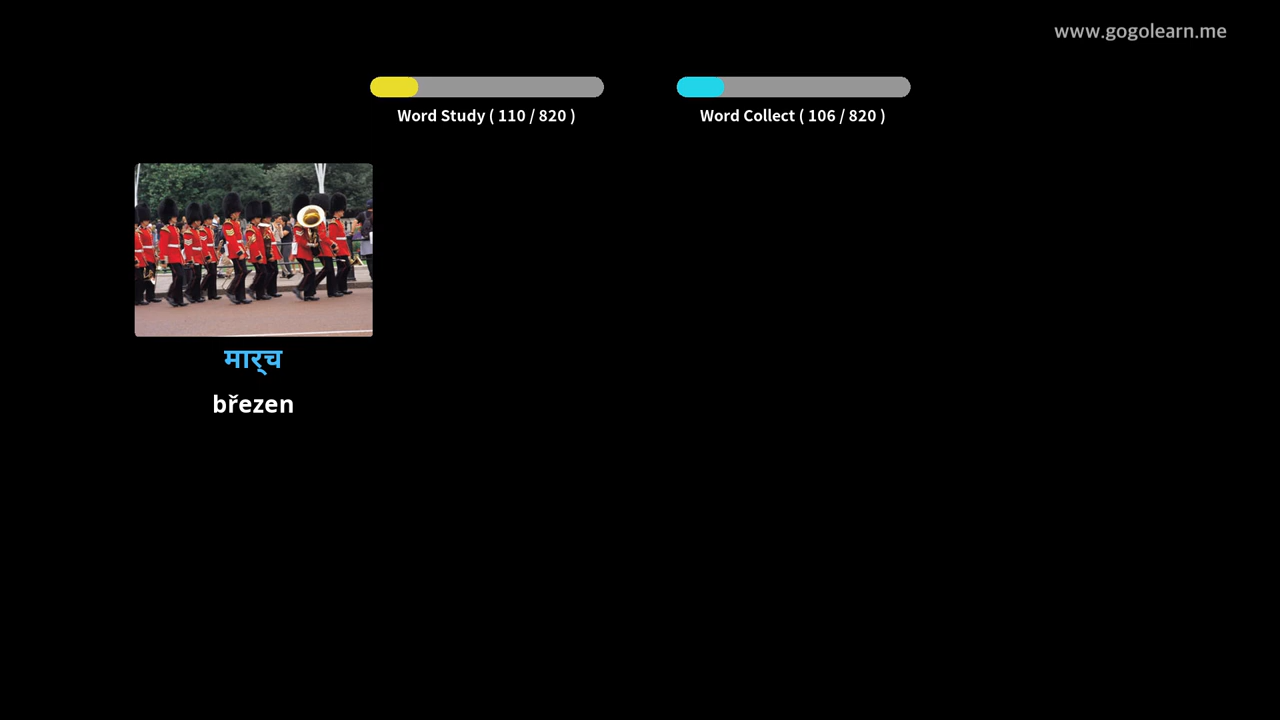 www.gogolearn.me
Word Study ( 110 / 820 )
Word Collect ( 106 / 820 )
मार्‌च
březen